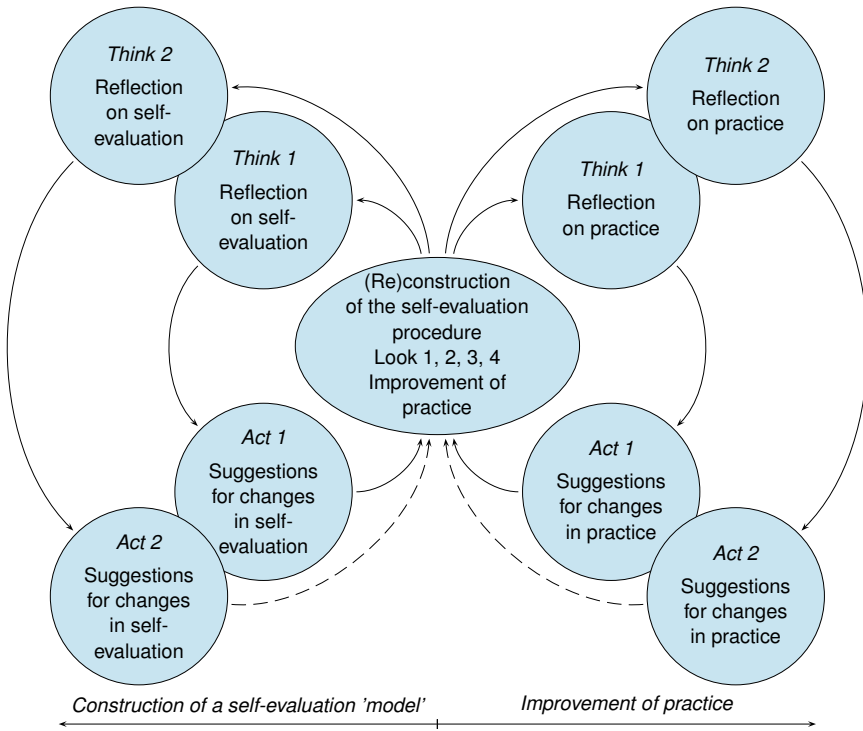 Think 2
Reflection
on self-
evaluation
Think 1
Reflection
on self-
evaluation
Think 2
Reflection
on practice
Think 1
Reflection
on practice
(Re)construction
of the self-evaluation
procedure
Look 1, 2, 3, 4
Improvement of
practice
Act 1
Suggestions
for changes
in self-
evaluation
Act 2
Suggestions
for changes
in self-
evaluation
Act 1
Suggestions
for changes
in practice
Act 2
Suggestions
for changes
in practice
Construction of a self-evaluation 'model'
Improvement of practice